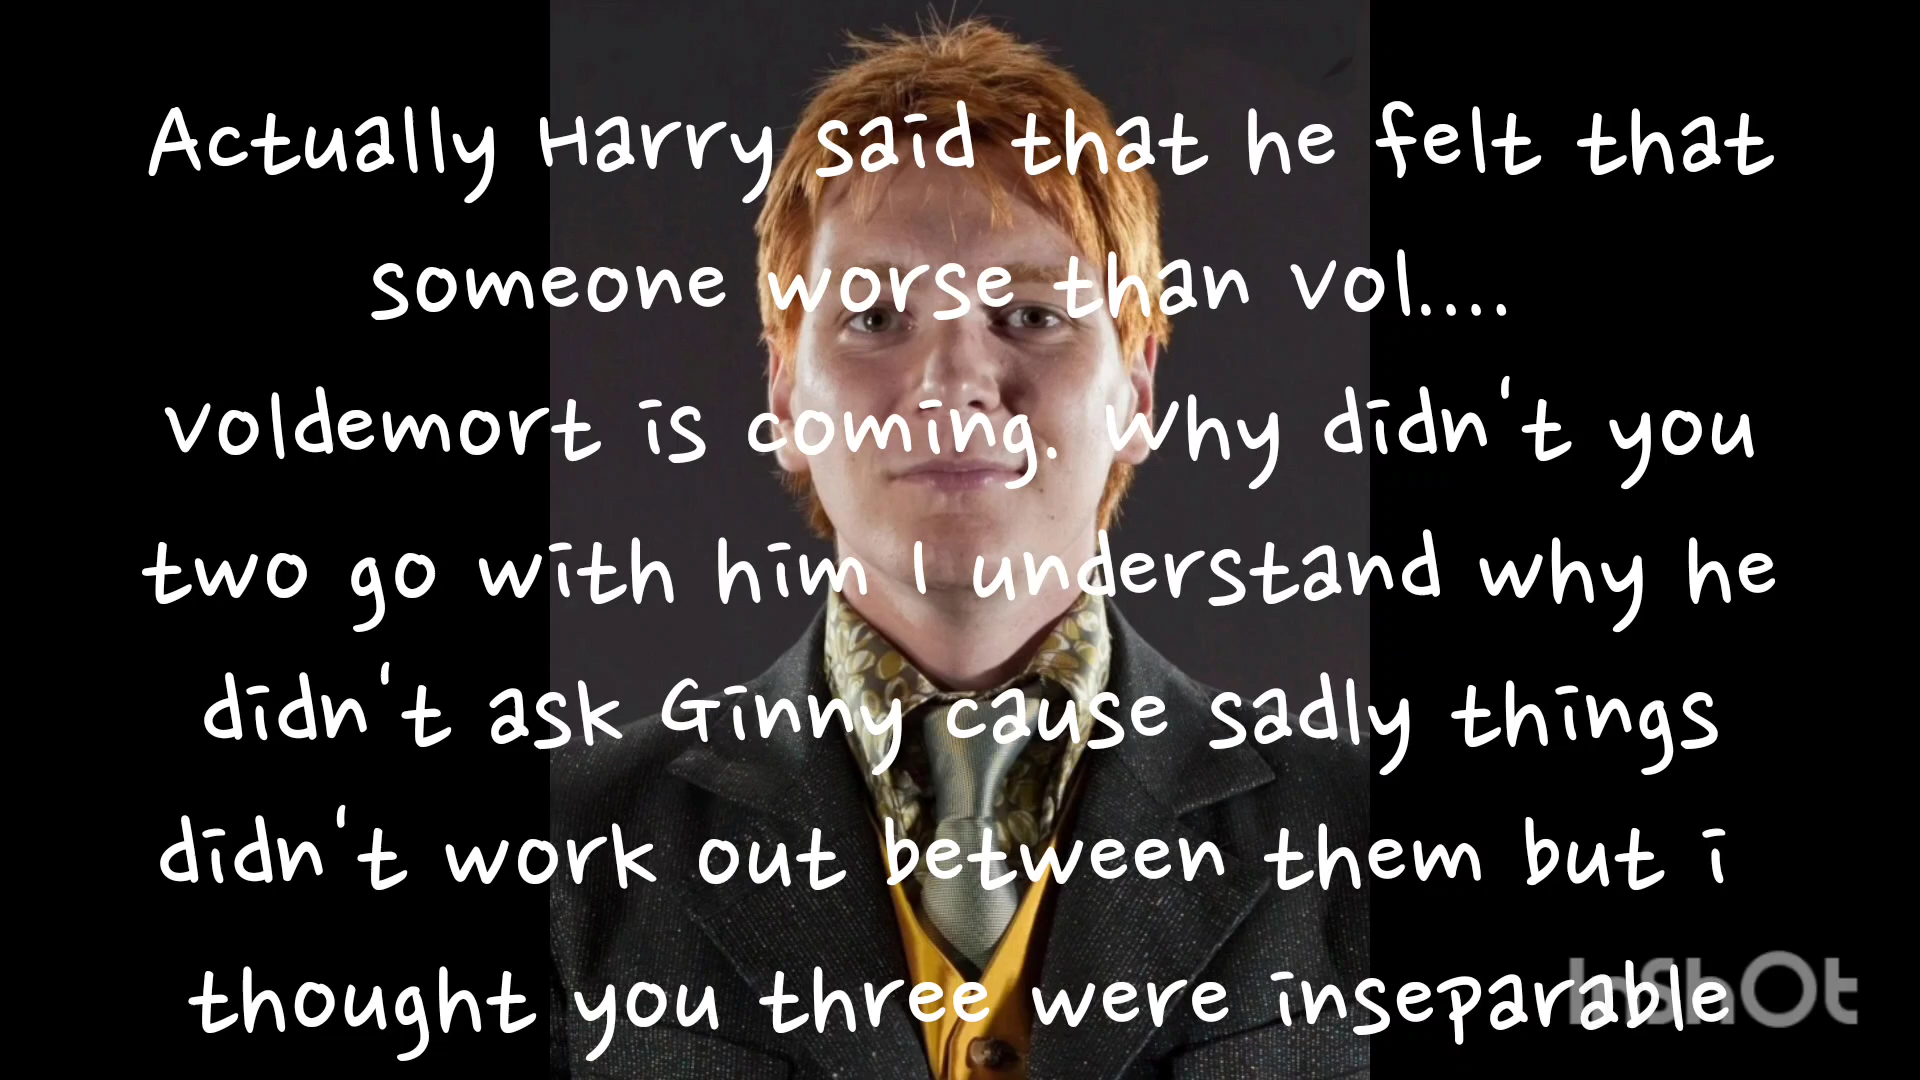 Actually Harry said that he felt that
someone worse than vol....
voldemort is coming. Why didn't you
two go with him I understand why he
didn't ask Ginny cause sadly things
didn't work out between them but i
thought you three were inseparable
InShOt